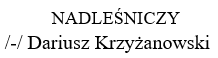 NADLEŚNICZY
/-/ Dariusz Krzyżanowski